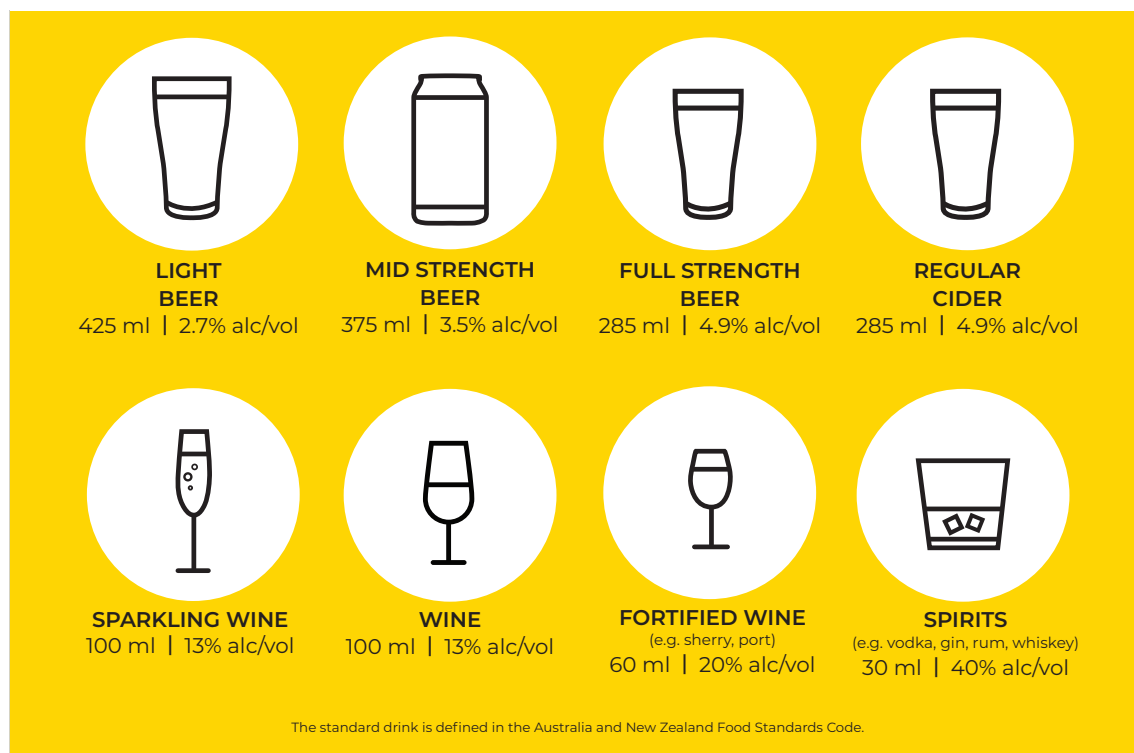 LIGHT
BEER
425 ml | 2.7% alc/vol
MID STRENGTH
BEER
375 ml | 3.5% alc/vol
FULL STRENGTH
BEER
285 ml | 4.9% alc/vol
REGULAR
CIDER
285 ml | 4.9% alc/vol
SPARKLING WINE
100 ml | 13% alc/vol
WINE
100 ml | 13% alc/vol
FORTIFIED WINE
(e.g. sherry, port)
60 ml | 20% alc/vol
SPIRITS
(e.g. vodka, gin, rum, whiskey)
30 ml | 40% alc/vol
The standard drink is defined in the Australia and New Zealand Food Standards Code.